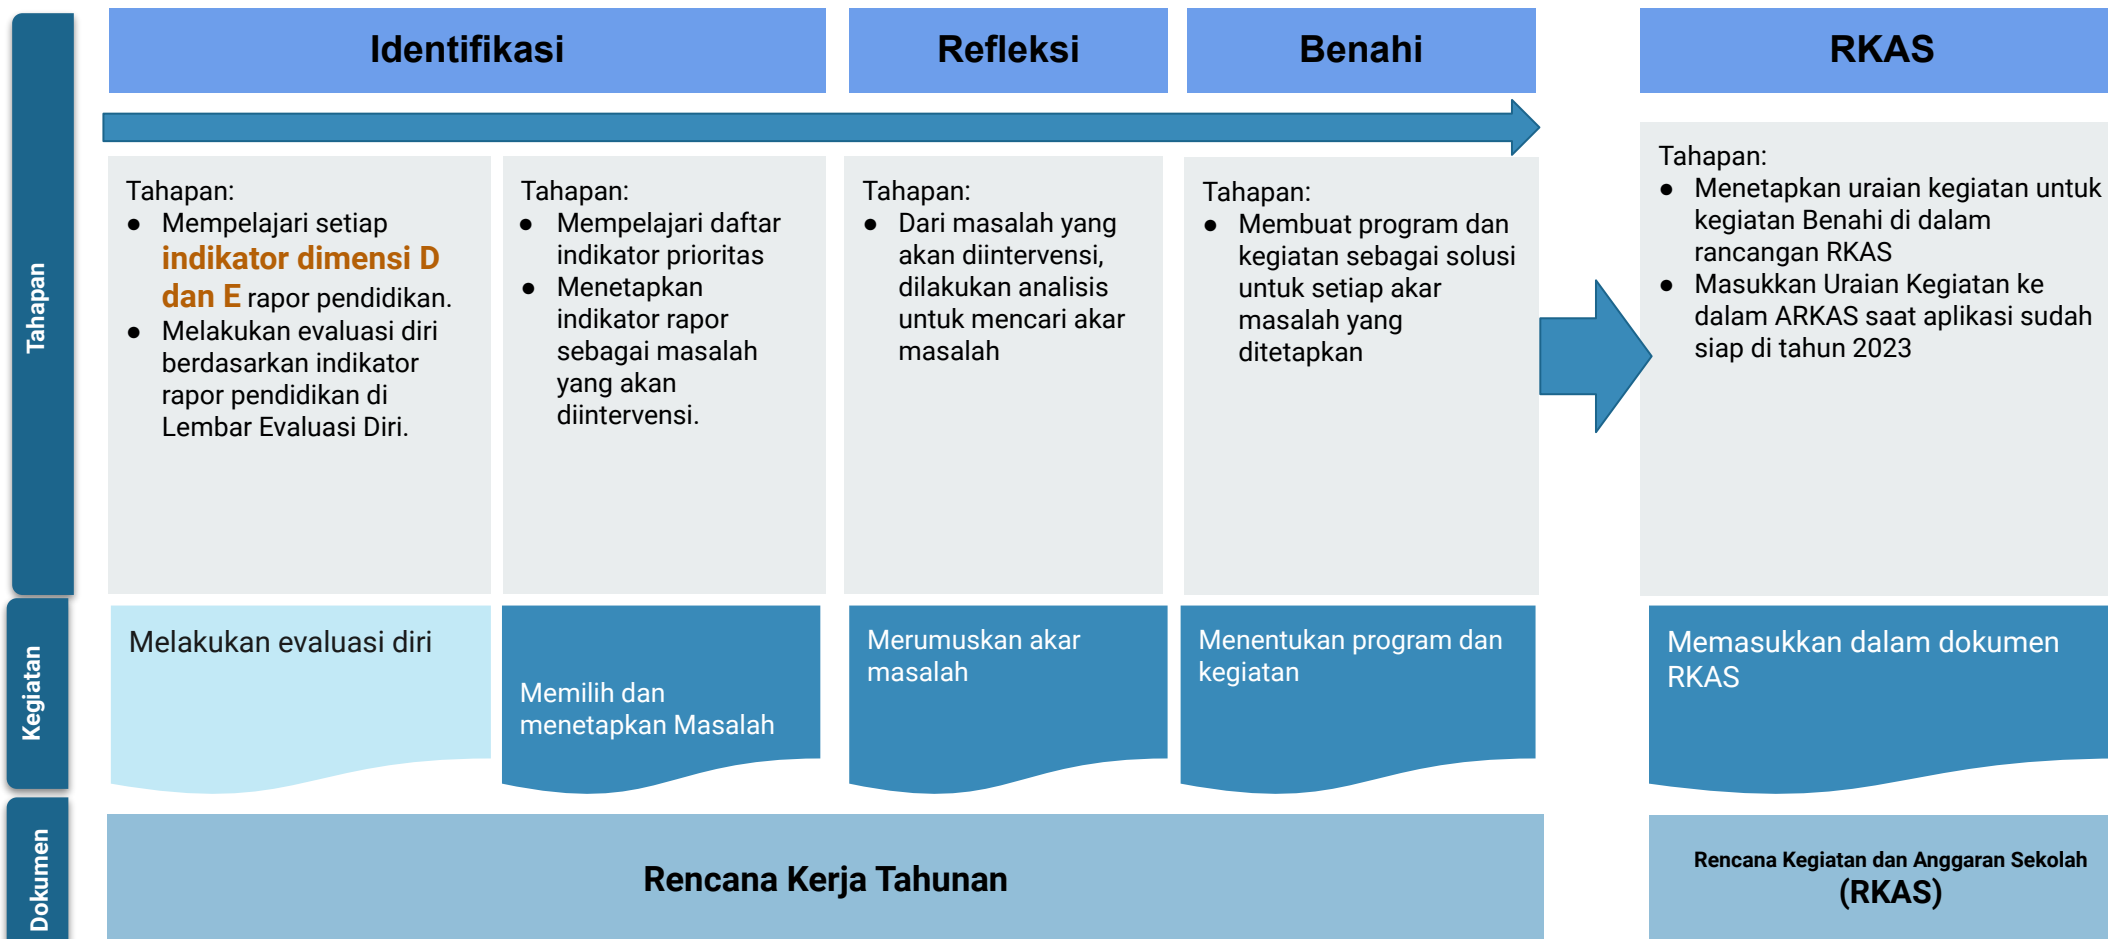 Identifikasi
Refleksi
Benahi
RKAS
Tahapan
Tahapan:
● Mempelajari setiap
indikator dimensi D
dan E rapor pendidikan.
● Melakukan evaluasi diri
berdasarkan indikator
rapor pendidikan di
Lembar Evaluasi Diri.
Tahapan:
● Mempelajari daftar
indikator prioritas
● Menetapkan
indikator rapor
sebagai masalah
yang akan
diintervensi.
Tahapan:
● Dari masalah yang
akan diintervensi,
dilakukan analisis
untuk mencari akar
masalah
Tahapan:
● Membuat program dan
kegiatan sebagai solusi
untuk setiap akar
masalah yang
ditetapkan
Tahapan:
● Menetapkan uraian kegiatan untuk
kegiatan Benahi di dalam
rancangan RKAS
● Masukkan Uraian Kegiatan ke
dalam ARKAS saat aplikasi sudah
siap di tahun 2023
Kegiatan
Melakukan evaluasi diri
Memilih dan
menetapkan Masalah
Merumuskan akar
masalah
Menentukan program dan
kegiatan
Memasukkan dalam dokumen
RKAS
Dokumen
Rencana Kerja Tahunan
Rencana Kegiatan dan Anggaran Sekolah
(RKAS)